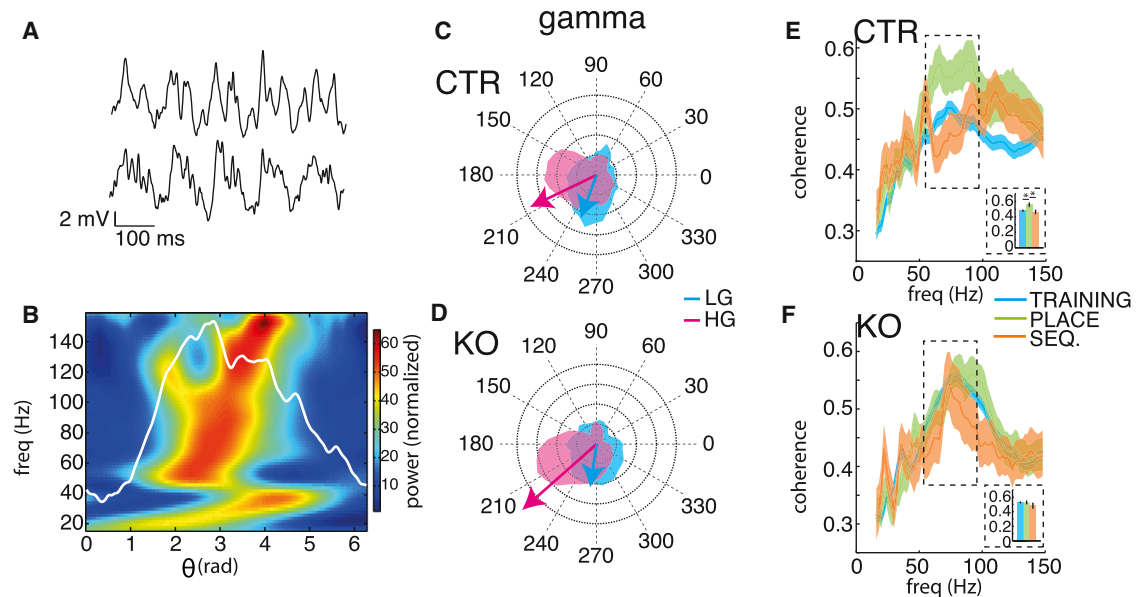 gamma
A
2 mV
100 ms
B
freq (Hz)
140
120
100
80
60
40
20
0 1 2 3 4 5 6
θ(rad)
60
50
40
30
20
10
power (normalized)
C
CTR
90
120 60
150 30
180 0
210 330
240 300
270
LG
HG
D
KO
90
120 60
150 30
180 0
210 330
240 300
270
E
CTR
0.6
0.5
0.4
0.3
coherence
0 50 100 150
freq (Hz)
0.6
0.4
0.2
0
* *
TRAINING
PLACE
SEQ.
F
KO
0.6
0.5
0.4
0.3
coherence
0 50 100 150
freq (Hz)
0.6
0.4
0.2
0